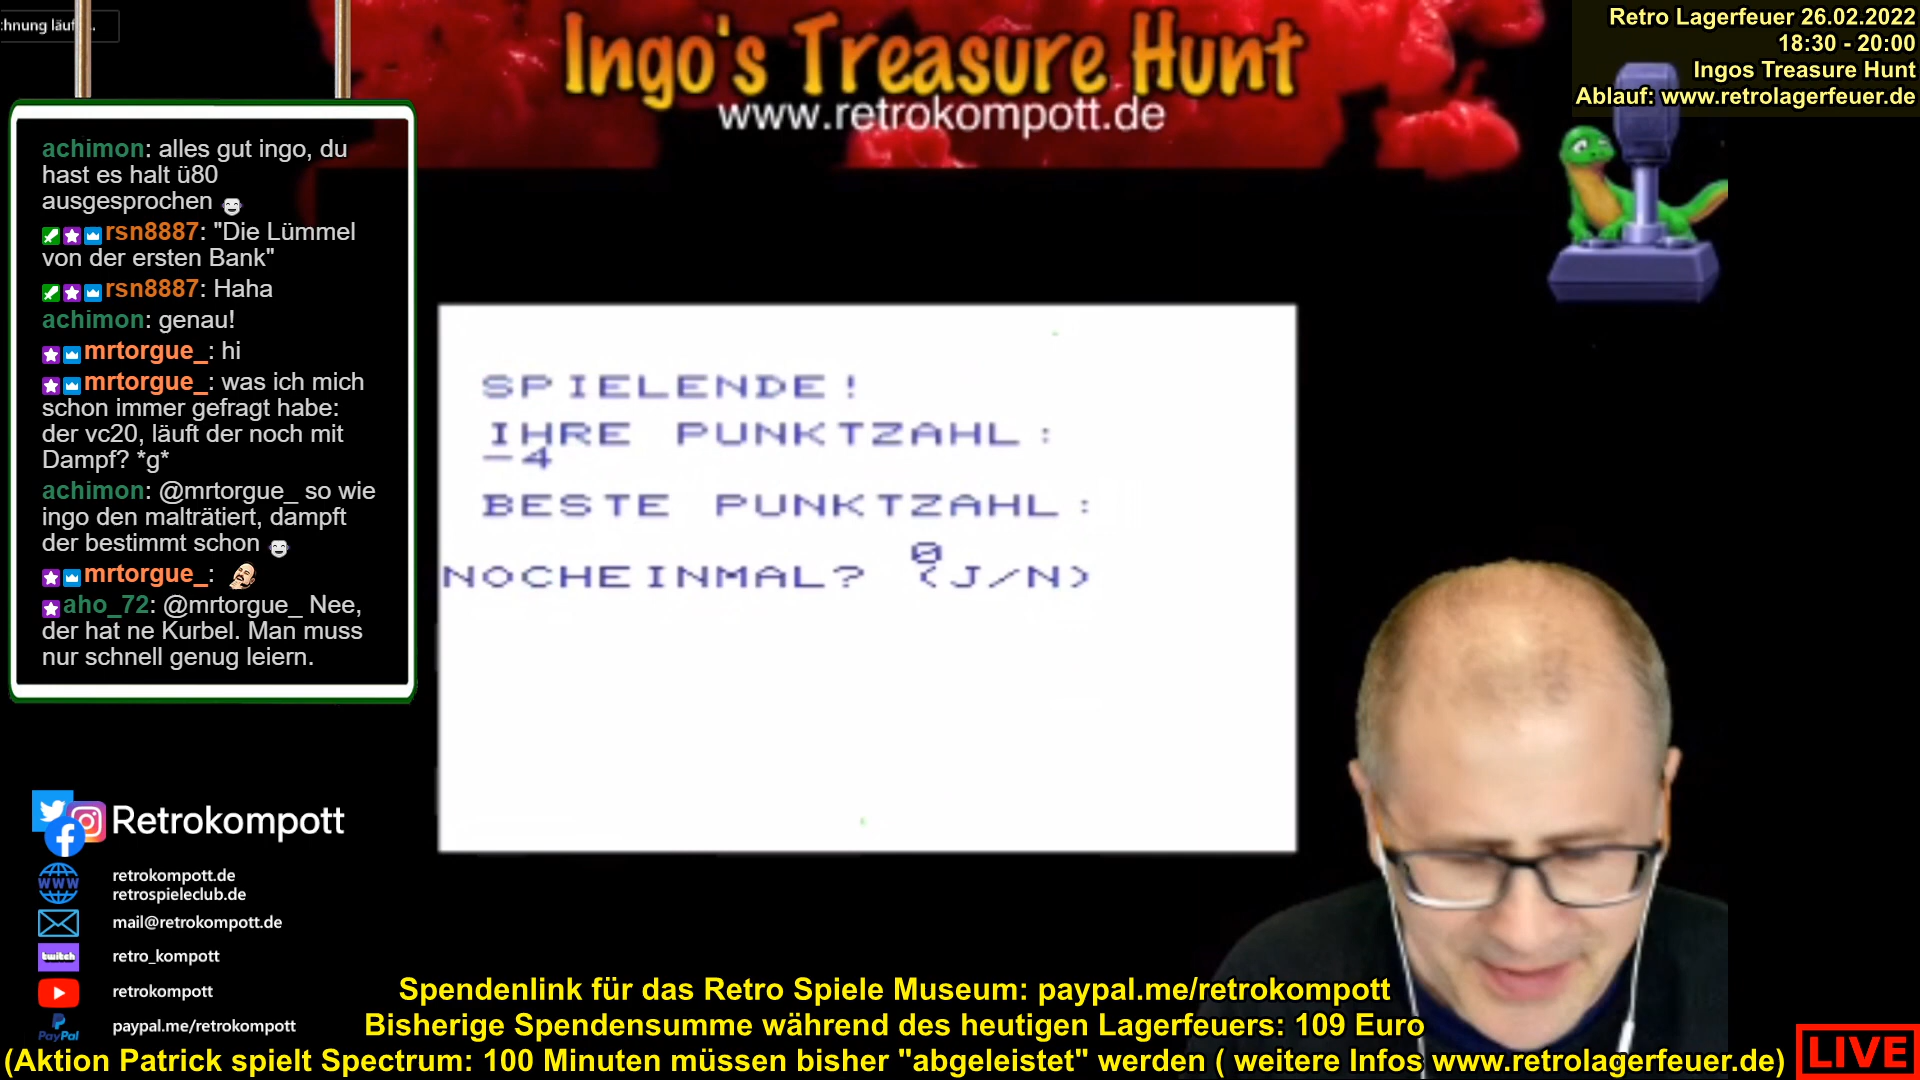 Ingo's Treasure Hunt
www.retrokompott.de
Retro Lagerfeuer 26.02.2022
18:30 - 20:00
Ingos Treasure Hunt
Ablauf: www.retrolagerfeuer.de
achimon: alles gut ingo, du
hast es halt ü80
ausgesprochen
rsn8887: "Die Lümmel
von der ersten Bank"
rsn8887: Haha
achimon: genau!
mrtorgue_: hi
mrtorgue_: was ich mich
schon immer gefragt habe:
der vc20, läuft der noch mit
Dampf? *g*
achimon: @mrtorgue_ so wie
ingo den malträtiert, dampft
der bestimmt schon
mrtorgue_:
aho_72: @mrtorgue_ Nee,
der hat ne Kurbel. Man muss
nur schnell genug leiern.
SPIELENDE!
IHRE PUNKTZAHL:
-4
BESTE PUNKTZAHL:
0
NOCHEINMAL? (J/N)
Retrokompott
www
retrokompott.de
retrospieleclub.de
mail@retrokompott.de
twitch
retro_kompott
retrokompott
PayPal
paypal.me/retrokompott
Spendenlink für das Retro Spiele Museum: paypal.me/retrokompott
Bisherige Spendensumme während des heutigen Lagerfeuers: 109 Euro
(Aktion Patrick spielt Spectrum: 100 Minuten müssen bisher "abgeleistet" werden ( weitere Infos www.retrolagerfeuer.de)
LIVE